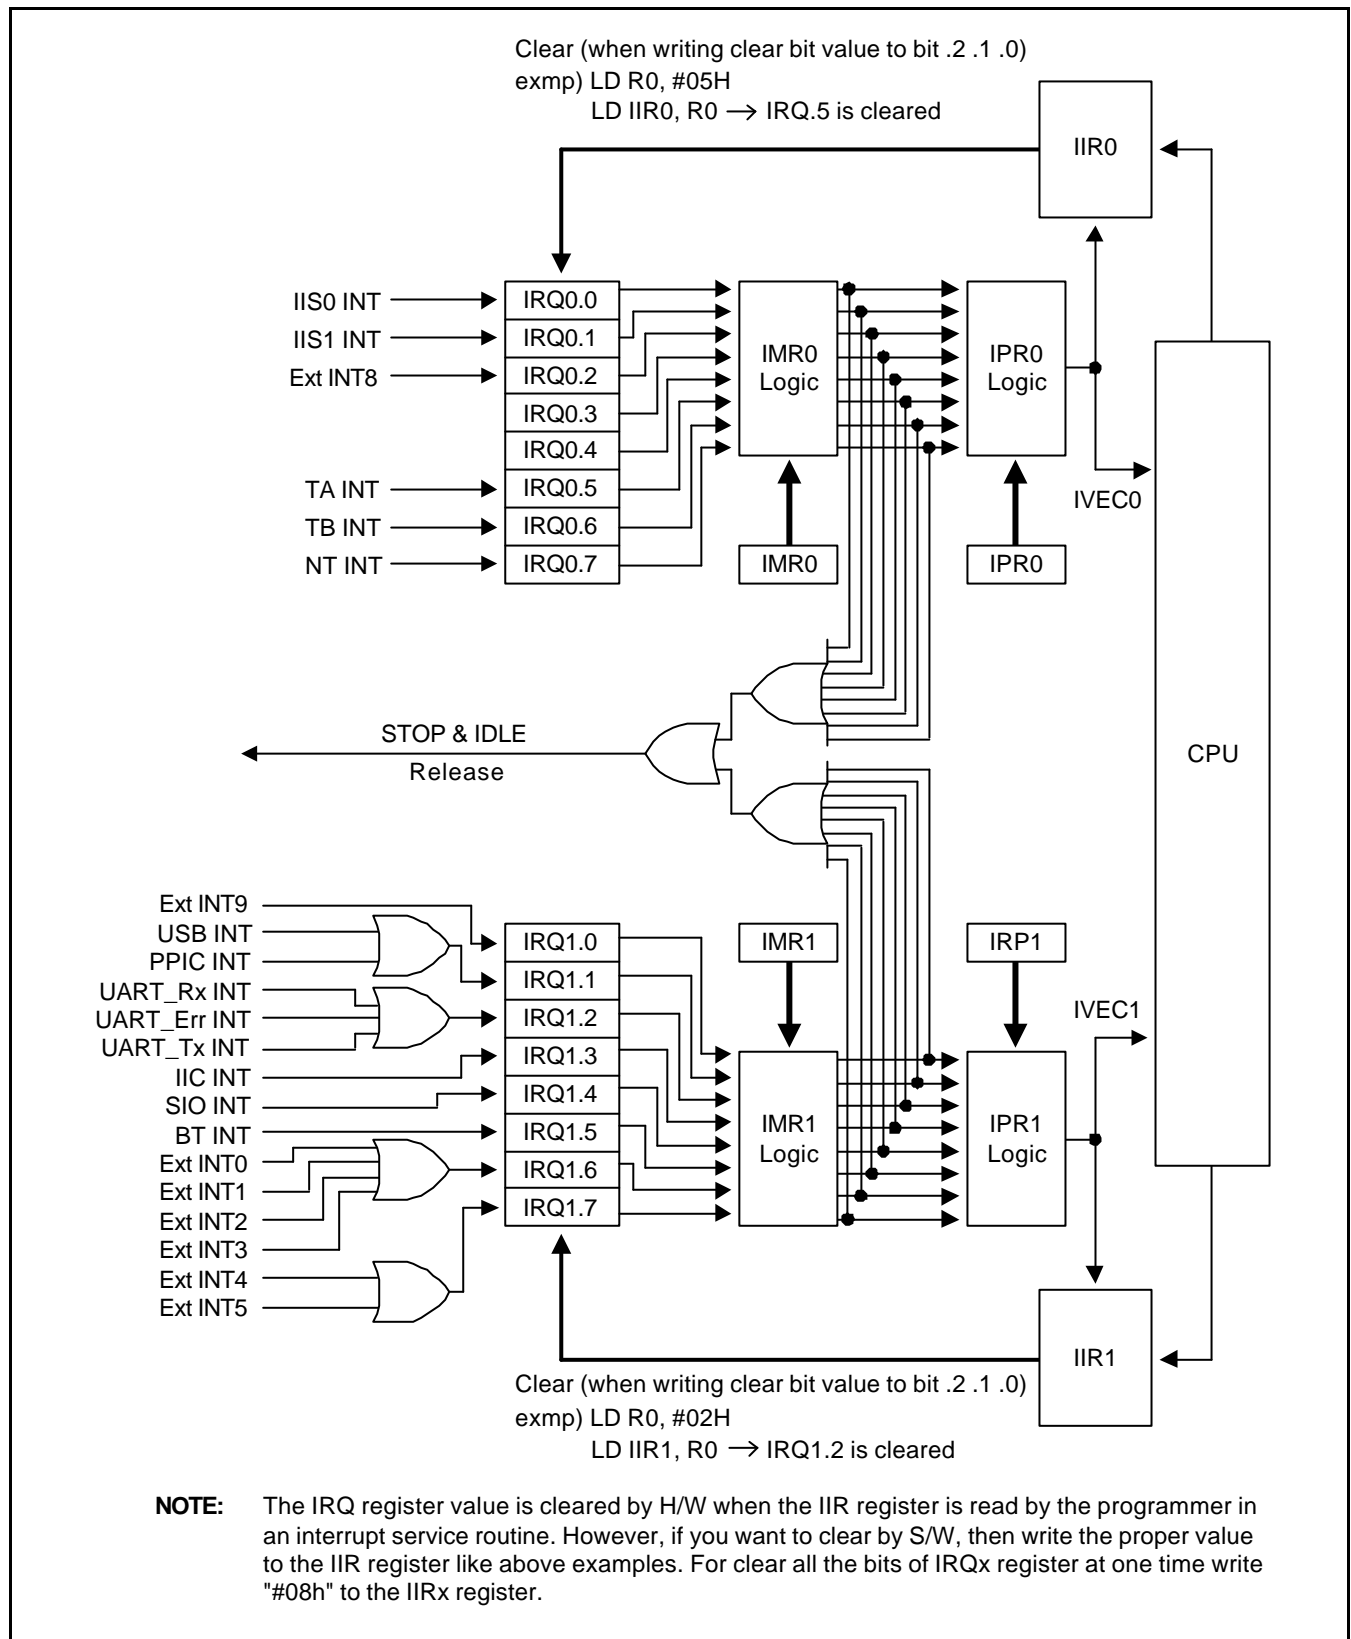 Clear (when writing clear bit value to bit .2 .1 .0)
exmp) LD R0, #05H
LD IIR0, R0 → IRQ.5 is cleared
IIR0
IIS0 INT
IIS1 INT
Ext INT8
TA INT
TB INT
NT INT
IRQ0.0
IRQ0.1
IRQ0.2
IRQ0.3
IRQ0.4
IRQ0.5
IRQ0.6
IRQ0.7
IMR0
Logic
IPR0
Logic
IVEC0
IMR0
IPR0
STOP & IDLE
Release
CPU
Ext INT9
USB INT
PPIC INT
UART_Rx INT
UART_Err INT
UART_Tx INT
IIC INT
SIO INT
BT INT
Ext INT0
Ext INT1
Ext INT2
Ext INT3
Ext INT4
Ext INT5
IRQ1.0
IRQ1.1
IRQ1.2
IRQ1.3
IRQ1.4
IRQ1.5
IRQ1.6
IRQ1.7
IMR1
IRP1
IVEC1
IMR1
Logic
IPR1
Logic
IIR1
Clear (when writing clear bit value to bit .2 .1 .0)
exmp) LD R0, #02H
LD IIR1, R0 → IRQ1.2 is cleared
NOTE: The IRQ register value is cleared by H/W when the IIR register is read by the programmer in
an interrupt service routine. However, if you want to clear by S/W, then write the proper value
to the IIR register like above examples. For clear all the bits of IRQx register at one time write
"#08h" to the IIRx register.